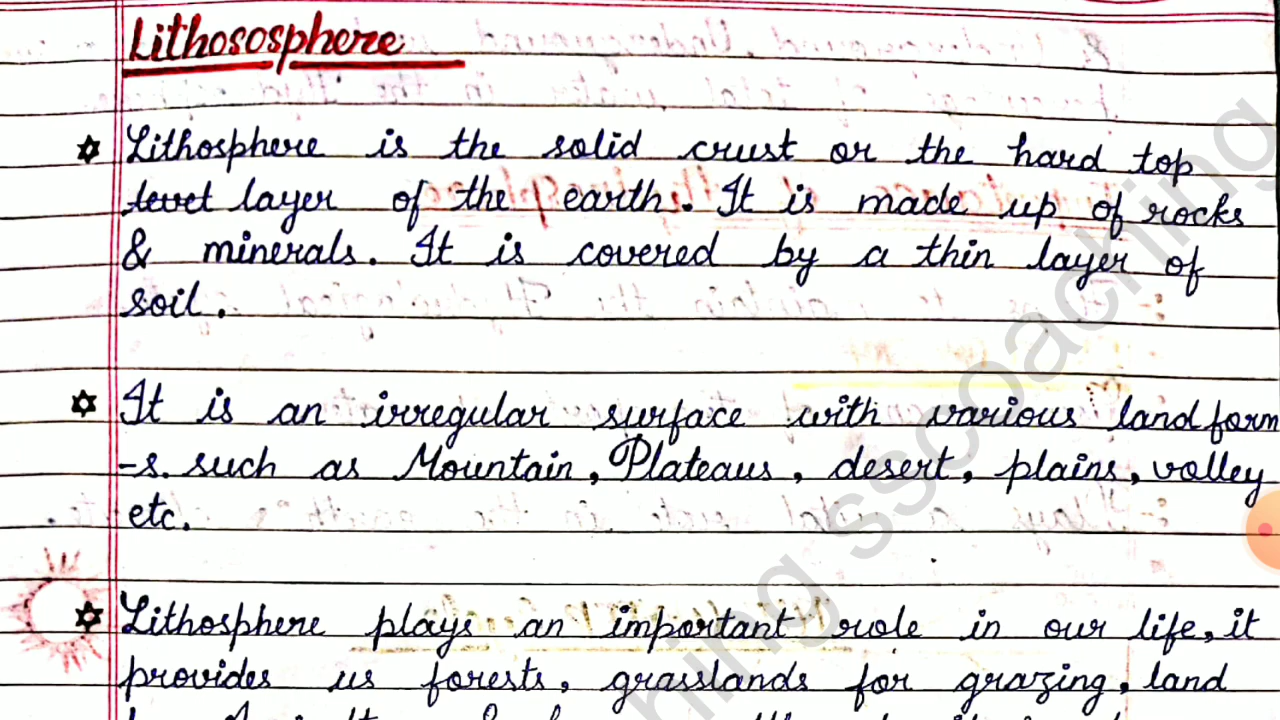 Lithososphere
Lithosphere is the solid crust or the hard top
level layer of the earth. It is made up of rocks
& minerals. It is covered by a thin layer of
soil.
It is an irregular surface with various landform
-s. such as Mountain, Plateaus, desert, plains, valley
etc.
Lithosphere plays an important role in our life, it
provides us forests, grasslands for grazing, land
hing sscoaching